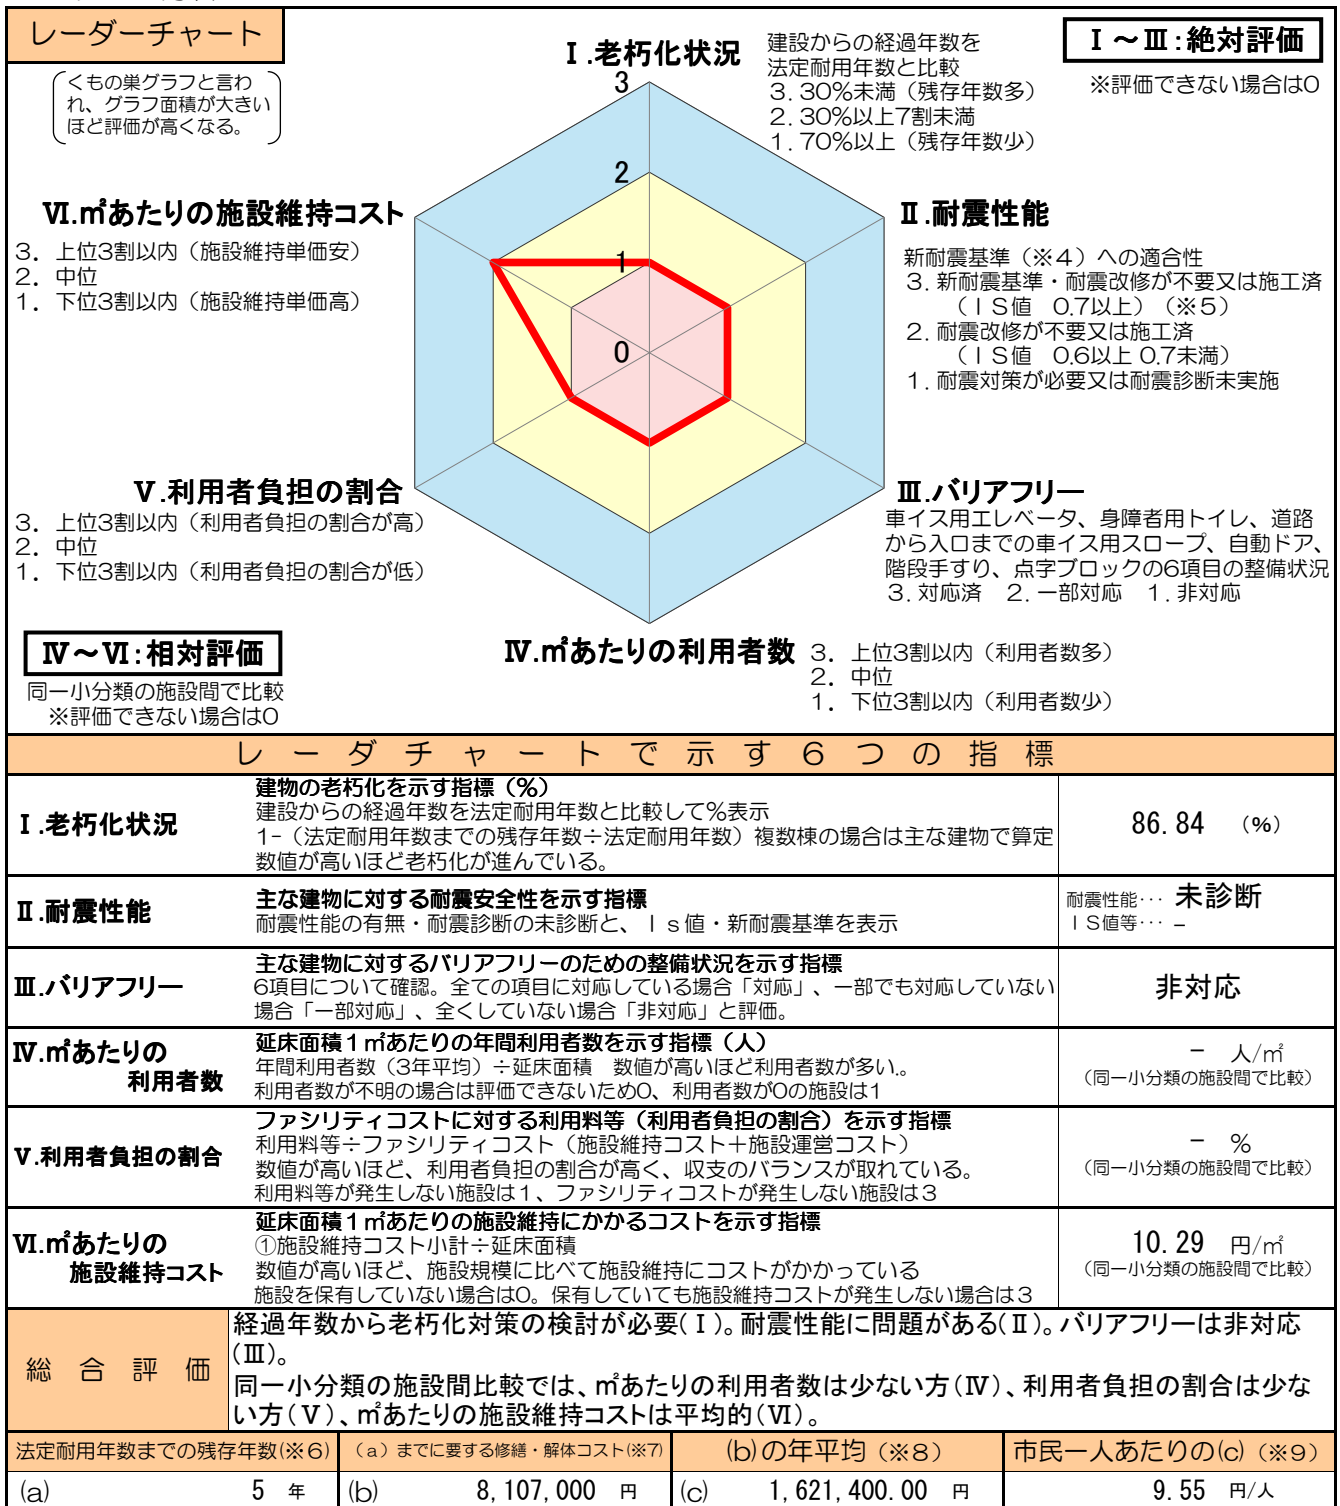 レーダーチャート
くもの巣グラフと言わ
れ、グラフ面積が大きい
ほど評価が高くなる。
Ⅰ.老朽化状況
建設からの経過年数を
法定耐用年数と比較
3. 30%未満（残存年数多）
2. 30%以上7割未満
1. 70%以上（残存年数少）
Ⅰ～Ⅲ:絶対評価
※評価できない場合は0
3
2
1
0
Ⅵ.㎡あたりの施設維持コスト
3. 上位3割以内（施設維持単価安）
2. 中位
1. 下位3割以内（施設維持単価高）
Ⅱ.耐震性能
新耐震基準（※4）への適合性
3. 新耐震基準・耐震改修が不要又は施工済
（ＩＳ値 0.7以上）（※5）
2. 耐震改修が不要又は施工済
（ＩＳ値 0.6以上 0.7未満）
1. 耐震対策が必要又は耐震診断未実施
Ⅴ.利用者負担の割合
3. 上位3割以内（利用者負担の割合が高）
2. 中位
1. 下位3割以内（利用者負担の割合が低）
Ⅲ.バリアフリー
車イス用エレベータ、身障者用トイレ、道路
から入口までの車イス用スロープ、自動ドア、
階段手すり、点字ブロックの6項目の整備状況
3. 対応済 2. 一部対応 1. 非対応
Ⅳ～Ⅵ:相対評価
同一小分類の施設間で比較
※評価できない場合は0
Ⅳ.㎡あたりの利用者数
3. 上位3割以内（利用者数多）
2. 中位
1. 下位3割以内（利用者数少）
レーダチャートで示す6つの指標
Ⅰ.老朽化状況
建物の老朽化を示す指標（%）
建設からの経過年数を法定耐用年数と比較して%表示
1-（法定耐用年数までの残存年数÷法定耐用年数）複数棟の場合は主な建物で算定
数値が高いほど老朽化が進んでいる。
86.84 （%）
Ⅱ.耐震性能
主な建物に対する耐震安全性を示す指標
耐震性能の有無・耐震診断の未診断と、Ｉｓ値・新耐震基準を表示
耐震性能･･･ 未診断
ＩＳ値等･･･ －
Ⅲ.バリアフリー
主な建物に対するバリアフリーのための整備状況を示す指標
6項目について確認。全ての項目に対応している場合「対応」、一部でも対応していない
場合「一部対応」、全くしていない場合「非対応」と評価。
非対応
Ⅳ.㎡あたりの
利用者数
延床面積１㎡あたりの年間利用者数を示す指標（人）
年間利用者数（3年平均）÷延床面積 数値が高いほど利用者数が多い。
利用者数が不明の場合は評価できないため0、利用者数が0の施設は1
－ 人/㎡
（同一小分類の施設間で比較）
Ⅴ.利用者負担の割合
ファシリティコストに対する利用料等（利用者負担の割合）を示す指標
利用料等÷ファシリティコスト（施設維持コスト＋施設運営コスト）
数値が高いほど、利用者負担の割合が高く、収支のバランスが取れている。
利用料等が発生しない施設は１、ファシリティコストが発生しない施設は３
－ %
（同一小分類の施設間で比較）
Ⅵ.㎡あたりの
施設維持コスト
延床面積１㎡あたりの施設維持にかかるコストを示す指標
①施設維持コスト小計÷延床面積
数値が高いほど、施設規模に比べて施設維持にコストがかかっている
施設を保有していない場合は0。保有していても施設維持コストが発生しない場合は３
10.29 円/㎡
（同一小分類の施設間で比較）
総合評価
経過年数から老朽化対策の検討が必要(Ⅰ)。耐震性能に問題がある(Ⅱ)。バリアフリーは非対応
(Ⅲ)。
同一小分類の施設間比較では、㎡あたりの利用者数は少ない方(Ⅳ)、利用者負担の割合は少な
い方(Ⅴ)、㎡あたりの施設維持コストは平均的(Ⅵ)。
法定耐用年数までの残存年数(※6) （a）までに要する修繕・解体コスト(※7) (b)の年平均（※8） 市民一人あたりの(c)（※9）
(a) 5 年 (b) 8,107,000 円 (c) 1,621,400.00 円 9.55 円/人